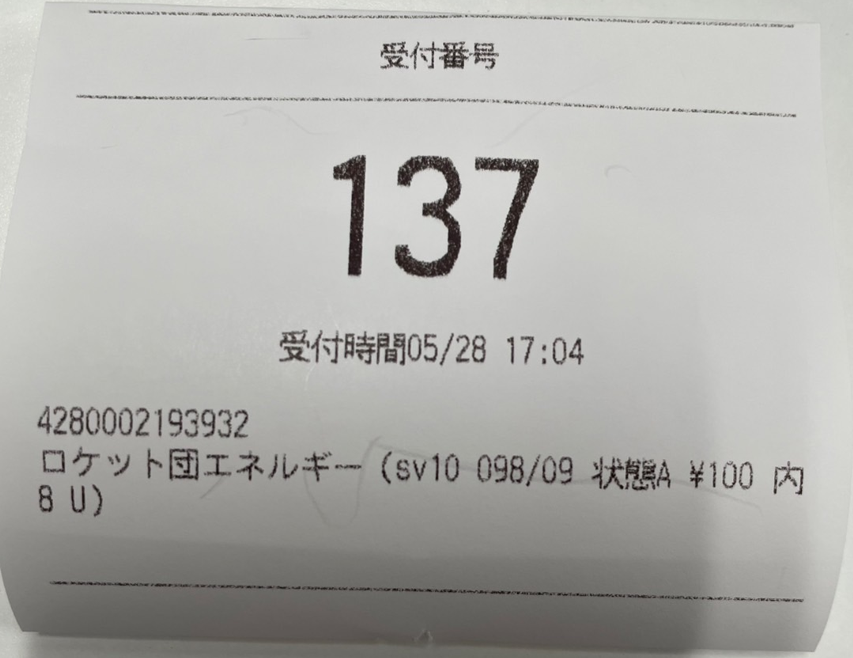 受付番号
137
受付時間05/28 17:04
4280002193932
ロケット団エネルギー (sv10 098/09 状態A ¥100 内
8 U)